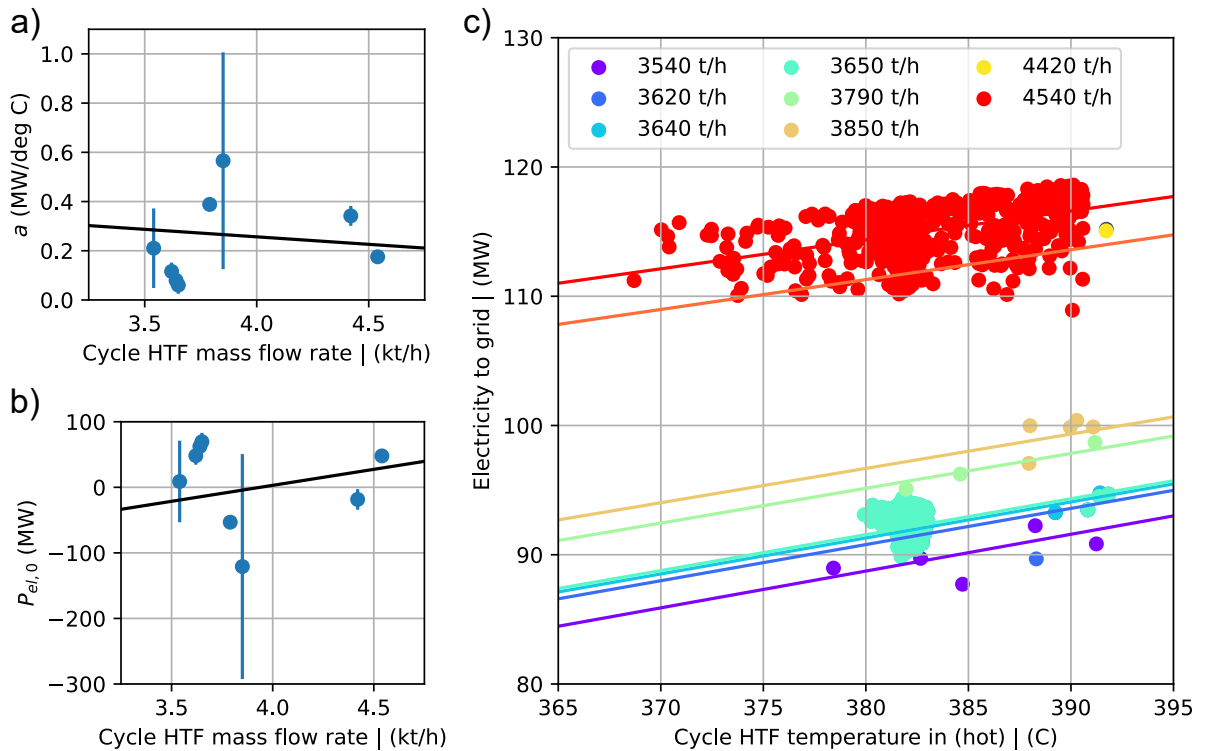 a)
1.0
0.8
0.6
0.4
0.2
0.0
a (MW/deg C)
3.5 4.0 4.5
Cycle HTF mass flow rate | (kt/h)
b)
100
0
−100
−200
−300
P_{el,0} (MW)
3.5 4.0 4.5
Cycle HTF mass flow rate | (kt/h)
c)
130
120
110
100
90
80
Electricity to grid | (MW)
3540 t/h 3650 t/h 4420 t/h
3620 t/h 3790 t/h 4540 t/h
3640 t/h 3850 t/h
365 370 375 380 385 390 395
Cycle HTF temperature in (hot) | (C)